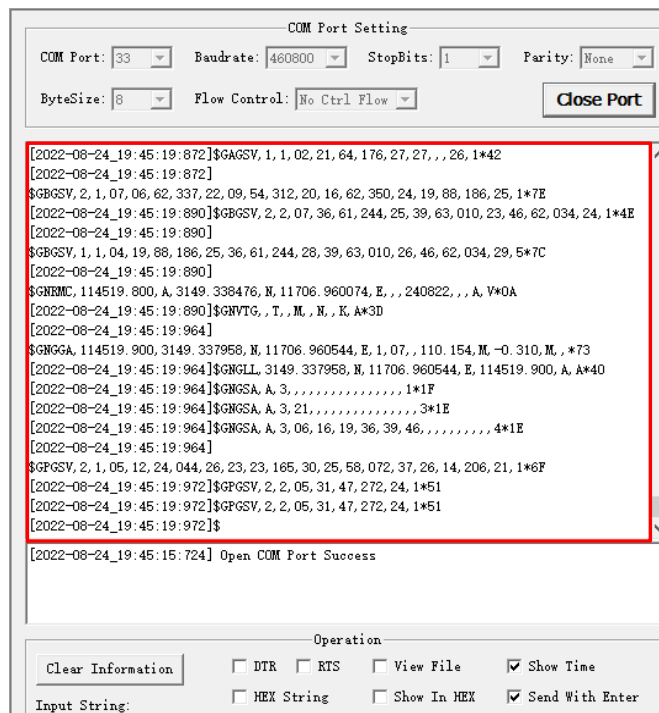 COM Port Setting
COM Port: 33 Baudrate: 460800 StopBits: 1 Parity: None
ByteSize: 8 Flow Control: No Ctrl Flow Close Port
[2022-08-24_19:45:19:872]$GAGSV,1,1,02,21,64,176,27,27,,,26,1*42
[2022-08-24_19:45:19:872]
$GBGSV,2,1,07,06,62,337,22,09,54,312,20,16,62,350,24,19,88,186,25,1*7E
[2022-08-24_19:45:19:890]$GBGSV,2,2,07,36,61,244,25,39,63,010,23,46,62,034,24,1*4E
[2022-08-24_19:45:19:890]
$GBGSV,1,1,04,19,88,186,25,36,61,244,28,39,63,010,26,46,62,034,29,5*7C
[2022-08-24_19:45:19:890]
$GNRMC,114519.800,A,3149.338476,N,11706.960074,E,,,240822,,,A,V*0A
[2022-08-24_19:45:19:890]$GNVTG,,T,,M,,N,,K,A*3D
[2022-08-24_19:45:19:964]
$GNGGA,114519.900,3149.337958,N,11706.960544,E,1,07,,110.154,M,-0.310,M,,*73
[2022-08-24_19:45:19:964]$GNGLL,3149.337958,N,11706.960544,E,114519.900,A,A*40
[2022-08-24_19:45:19:964]$GNGSA,A,3,,,,,,,,,,,,,,,1*1F
[2022-08-24_19:45:19:964]$GNGSA,A,3,21,,,,,,,,,,,,,,3*1E
[2022-08-24_19:45:19:964]$GNGSA,A,3,06,16,19,36,39,46,,,,,,,,,4*1E
[2022-08-24_19:45:19:964]
$GPGSV,2,1,05,12,24,044,26,23,23,165,30,25,58,072,37,26,14,206,21,1*6F
[2022-08-24_19:45:19:972]$GPGSV,2,2,05,31,47,272,24,1*51
[2022-08-24_19:45:19:972]$GPGSV,2,2,05,31,47,272,24,1*51
[2022-08-24_19:45:19:972]$
[2022-08-24_19:45:15:724] Open COM Port Success
Operation
Clear Information DTR RTS View File Show Time
Input String: HEX String Show In HEX Send With Enter